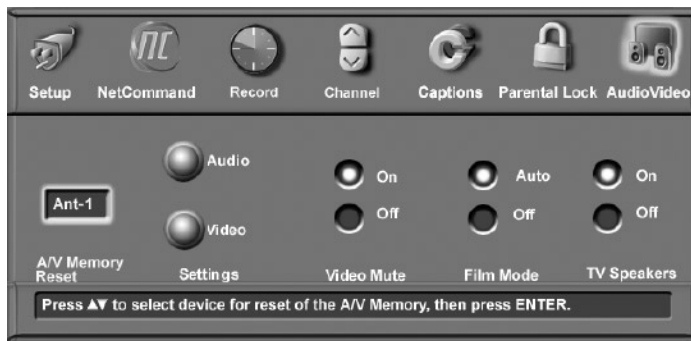 Setup NetCommand Record Channel Captions Parental Lock AudioVideo
Ant-1
A/V Memory
Reset
Audio
Video
Settings
On
Off
Video Mute
Auto
Off
Film Mode
On
Off
TV Speakers
Press ▲▼ to select device for reset of the A/V Memory, then press ENTER.